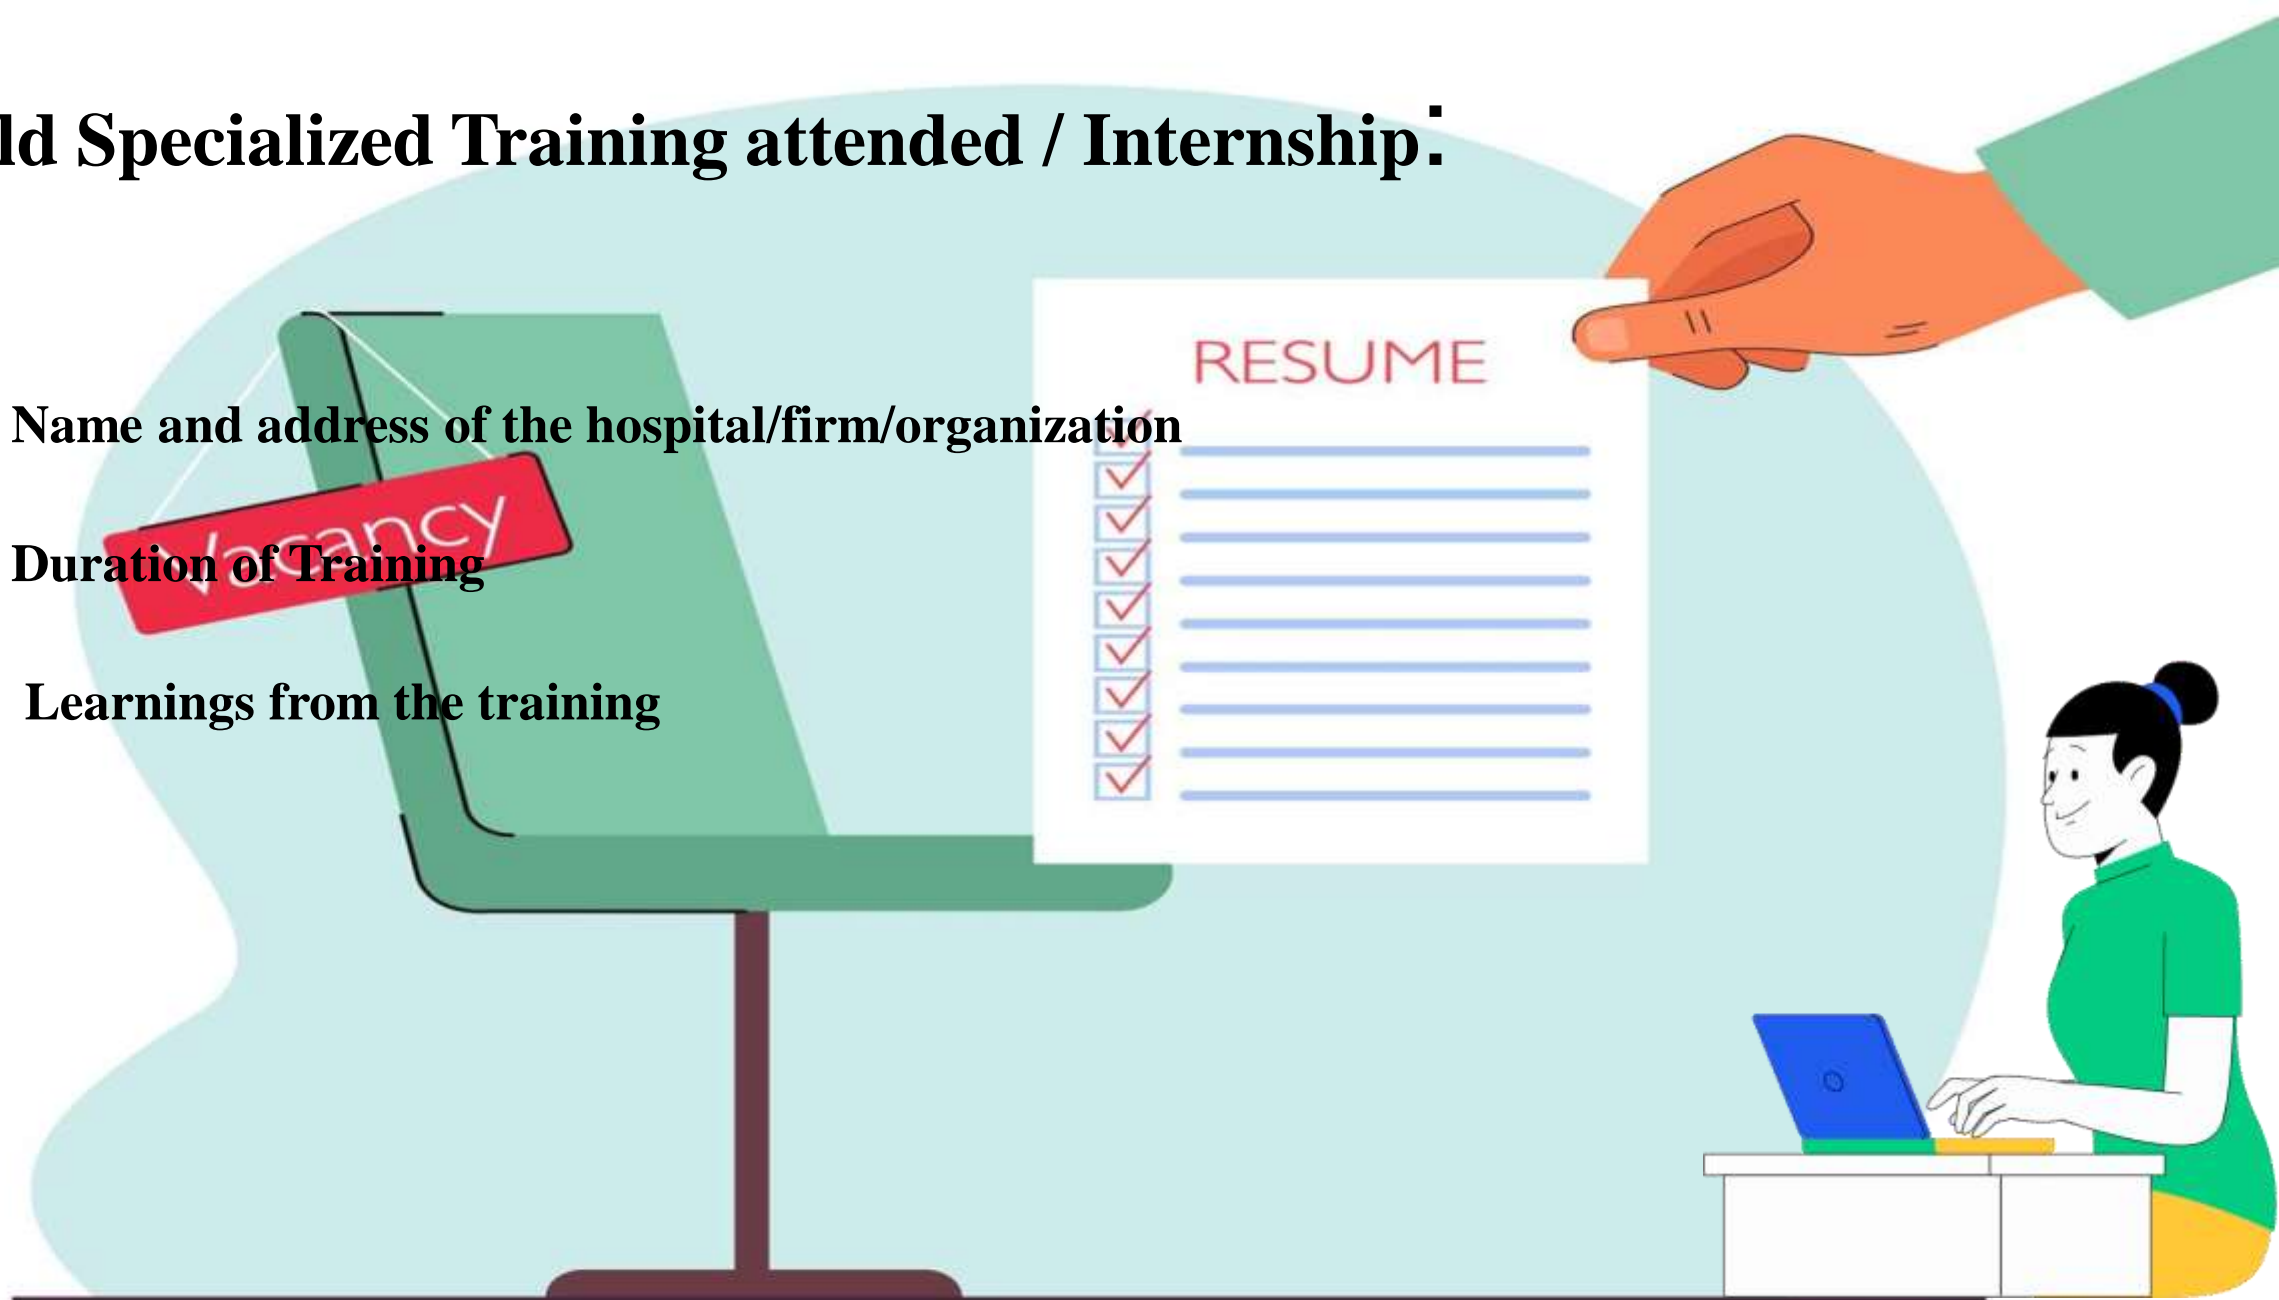 ld Specialized Training attended / Internship:
RESUME
Name and address of the hospital/firm/organization
Vacancy
Duration of Training
Learnings from the training